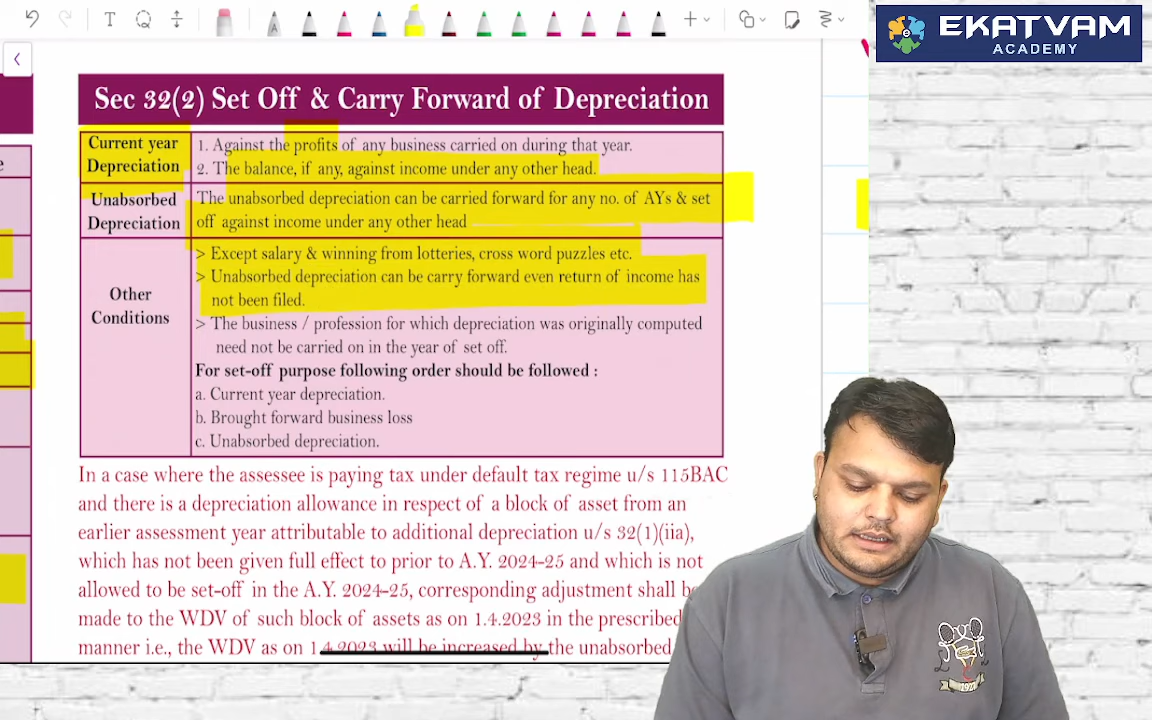 EKATVAM
ACADEMY
Sec 32(2) Set Off & Carry Forward of Depreciation
Current year
Depreciation
1. Against the profits of any business carried on during that year.
2. The balance, if any, against income under any other head.
Unabsorbed
Depreciation
The unabsorbed depreciation can be carried forward for any no. of AYs & set
off against income under any other head
Other
Conditions
> Except salary & winning from lotteries, cross word puzzles etc.
> Unabsorbed depreciation can be carry forward even return of income has
not been filed.
> The business / profession for which depreciation was originally computed
need not be carried on in the year of set off.
For set-off purpose following order should be followed :
a. Current year depreciation.
b. Brought forward business loss
c. Unabsorbed depreciation.
In a case where the assessee is paying tax under default tax regime u/s 115BAC
and there is a depreciation allowance in respect of a block of asset from an
earlier assessment year attributable to additional depreciation u/s 32(1)(iia),
which has not been given full effect to prior to A.Y. 2024-25 and which is not
allowed to be set-off in the A.Y. 2024-25, corresponding adjustment shall be
made to the WDV of such block of assets as on 1.4.2023 in the prescribed
manner i.e., the WDV as on 1.4.2023 will be increased by the unabsorbed